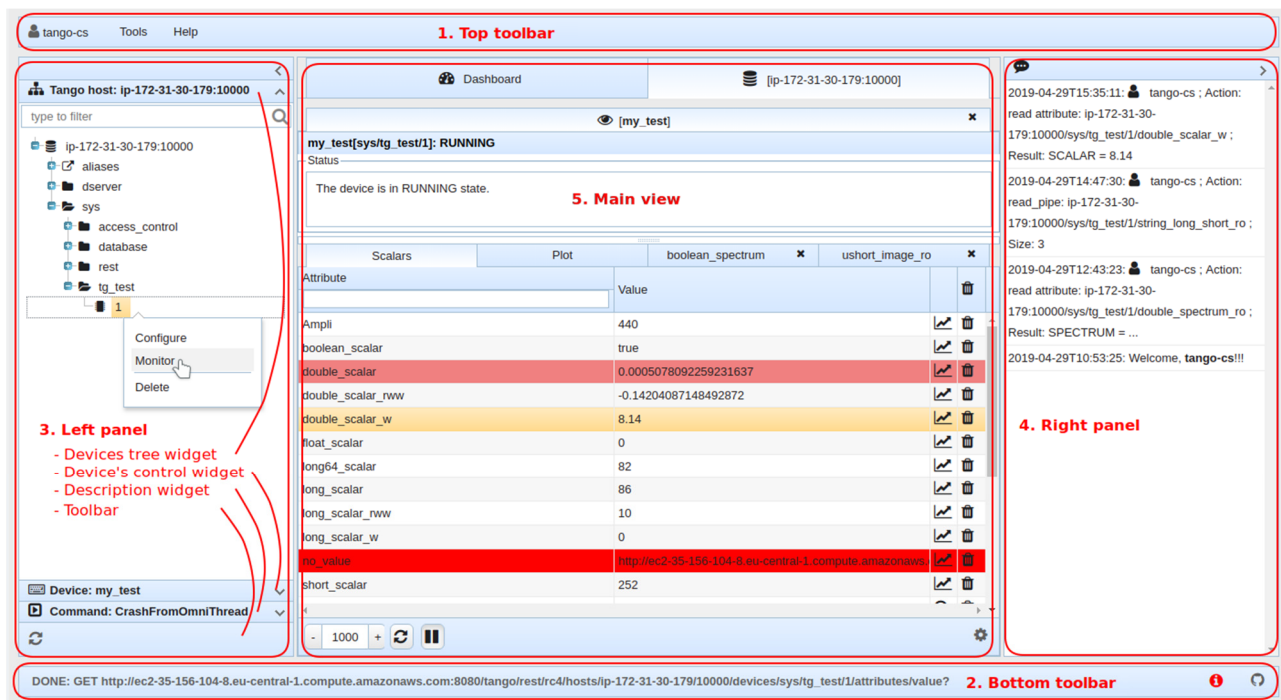 tango-cs Tools Help 1. Top toolbar
Tango host: ip-172-31-30-179:10000
type to filter
ip-172-31-30-179:10000
aliases
dserver
sys
access_control
database
rest
tg_test
1
Configure
Monitor
Delete
3. Left panel
- Devices tree widget
- Device's control widget
- Description widget
- Toolbar
Device: my_test
Command: CrashFromOmniThread
Dashboard [ip-172-31-30-179:10000]
[my_test]
my_test[sys/tg_test/1]: RUNNING
Status
The device is in RUNNING state.
5. Main view
Scalars Plot boolean_spectrum ushort_image_ro
Attribute Value
Ampli 440
boolean_scalar true
double_scalar 0.0005078092259231637
double_scalar_rww -0.14204087148492872
double_scalar_w 8.14
float_scalar 0
long64_scalar 82
long_scalar 86
long_scalar_rww 10
long_scalar_w 0
no_value http://ec2-35-156-104-8.eu-central-1.compute.amazonaws.
short_scalar 252
- 1000 +
2019-04-29T15:35:11: tango-cs ; Action:
read attribute: ip-172-31-30-
179:10000/sys/tg_test/1/double_scalar_w ;
Result: SCALAR = 8.14
2019-04-29T14:47:30: tango-cs ; Action:
read_pipe: ip-172-31-30-
179:10000/sys/tg_test/1/string_long_short_ro ;
Size: 3
2019-04-29T12:43:23: tango-cs ; Action:
read attribute: ip-172-31-30-
179:10000/sys/tg_test/1/double_spectrum_ro ;
Result: SPECTRUM = ...
2019-04-29T10:53:25: Welcome, tango-cs!!!
4. Right panel
DONE: GET http://ec2-35-156-104-8.eu-central-1.compute.amazonaws.com:8080/tango/rest/rc4/hosts/ip-172-31-30-179/10000/devices/sys/tg_test/1/attributes/value? 2. Bottom toolbar